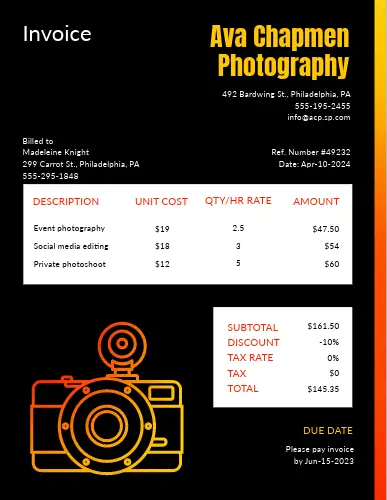 Invoice
Ava Chapmen
Photography
492 Bardwing St., Philadelphia, PA
555-195-2455
info@acp.sp.com
Billed to
Madeleine Knight
299 Carrot St., Philadelphia, PA
555-295-1848
Ref. Number #49232
Date: Apr-10-2024
DESCRIPTION UNIT COST QTY/HR RATE AMOUNT
Event photography $19 2.5 $47.50
Social media editing $18 3 $54
Private photoshoot $12 5 $60
SUBTOTAL $161.50
DISCOUNT -10%
TAX RATE 0%
TAX $0
TOTAL $145.35
DUE DATE
Please pay invoice
by Jun-15-2023